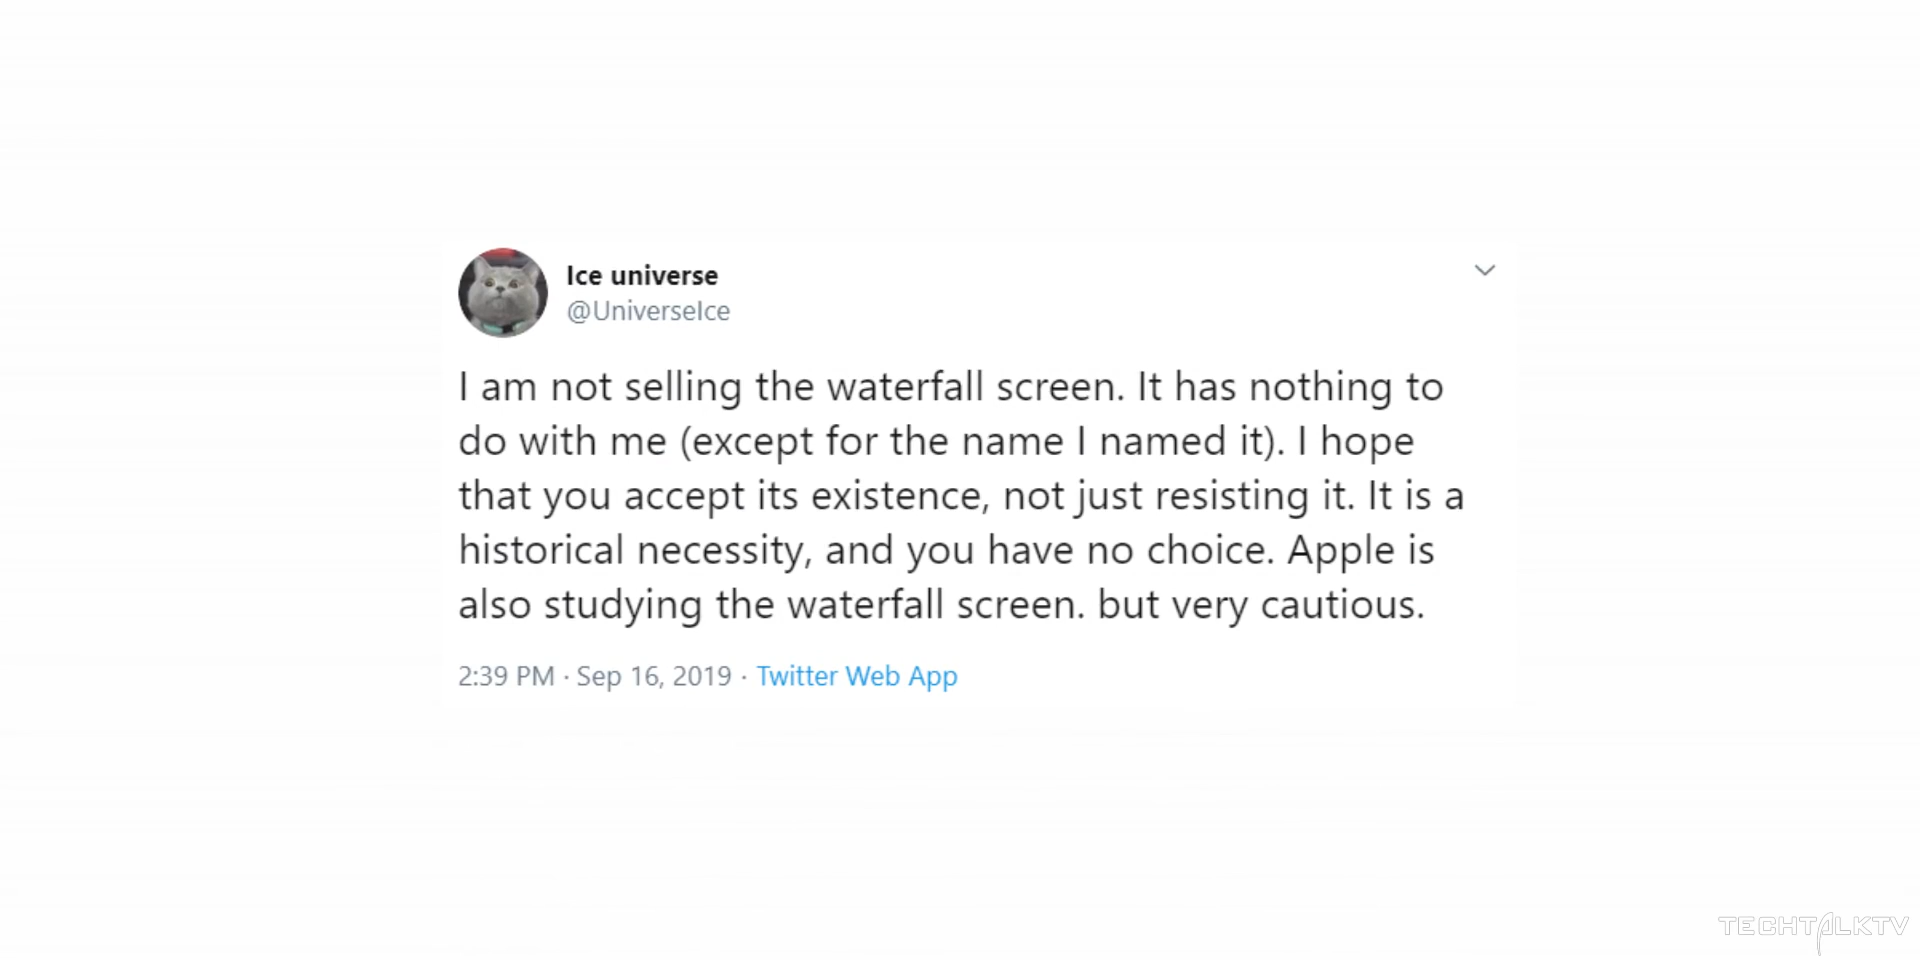 Ice universe
@UniverseIce
I am not selling the waterfall screen. It has nothing to
do with me (except for the name I named it). I hope
that you accept its existence, not just resisting it. It is a
historical necessity, and you have no choice. Apple is
also studying the waterfall screen. but very cautious.
2:39 PM · Sep 16, 2019 · Twitter Web App
TECHTALKTV